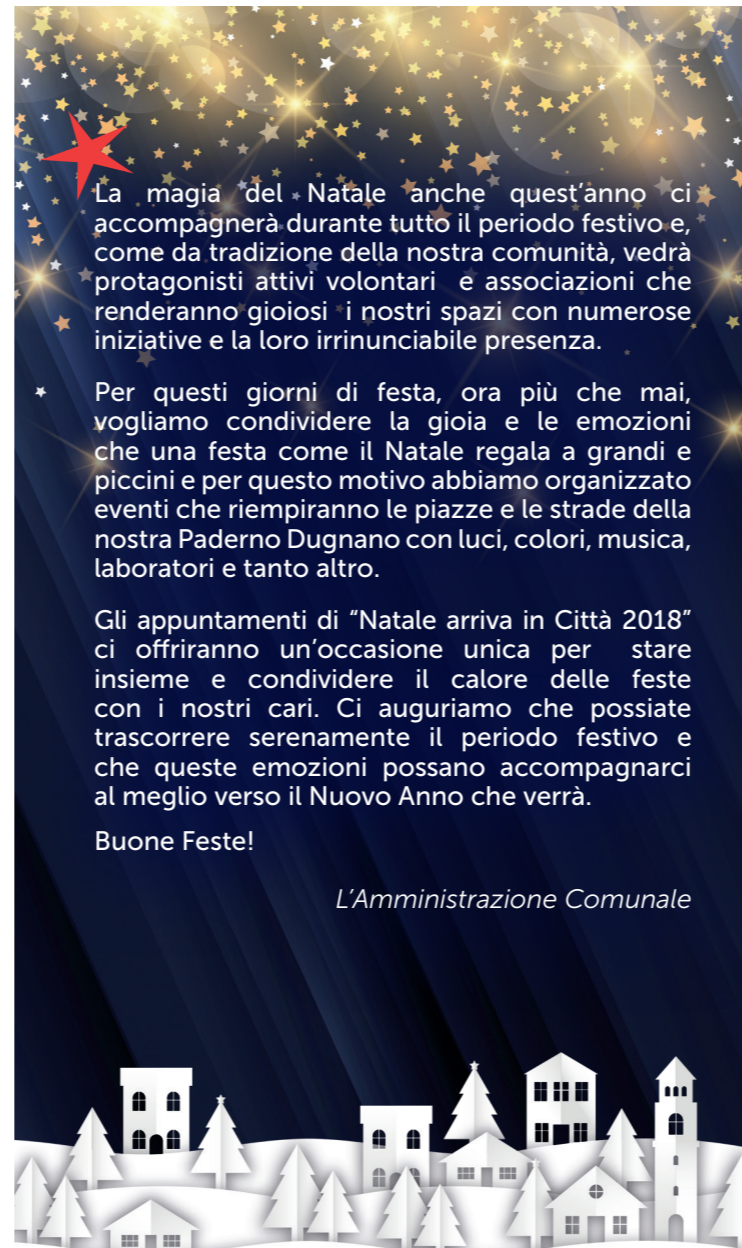 La magia del Natale anche quest’anno ci
accompagnerà durante tutto il periodo festivo e,
come da tradizione della nostra comunità, vedrà
protagonisti attivi volontari e associazioni che
renderanno gioiosi i nostri spazi con numerose
iniziative e la loro irrinunciabile presenza.
Per questi giorni di festa, ora più che mai,
vogliamo condividere la gioia e le emozioni
che una festa come il Natale regala a grandi e
piccini e per questo motivo abbiamo organizzato
eventi che riempiranno le piazze e le strade della
nostra Paderno Dugnano con luci, colori, musica,
laboratori e tanto altro.
Gli appuntamenti di “Natale arriva in Città 2018”
ci offriranno un’occasione unica per stare
insieme e condividere il calore delle feste
con i nostri cari. Ci auguriamo che possiate
trascorrere serenamente il periodo festivo e
che queste emozioni possano accompagnarci
al meglio verso il Nuovo Anno che verrà.
Buone Feste!
L’Amministrazione Comunale